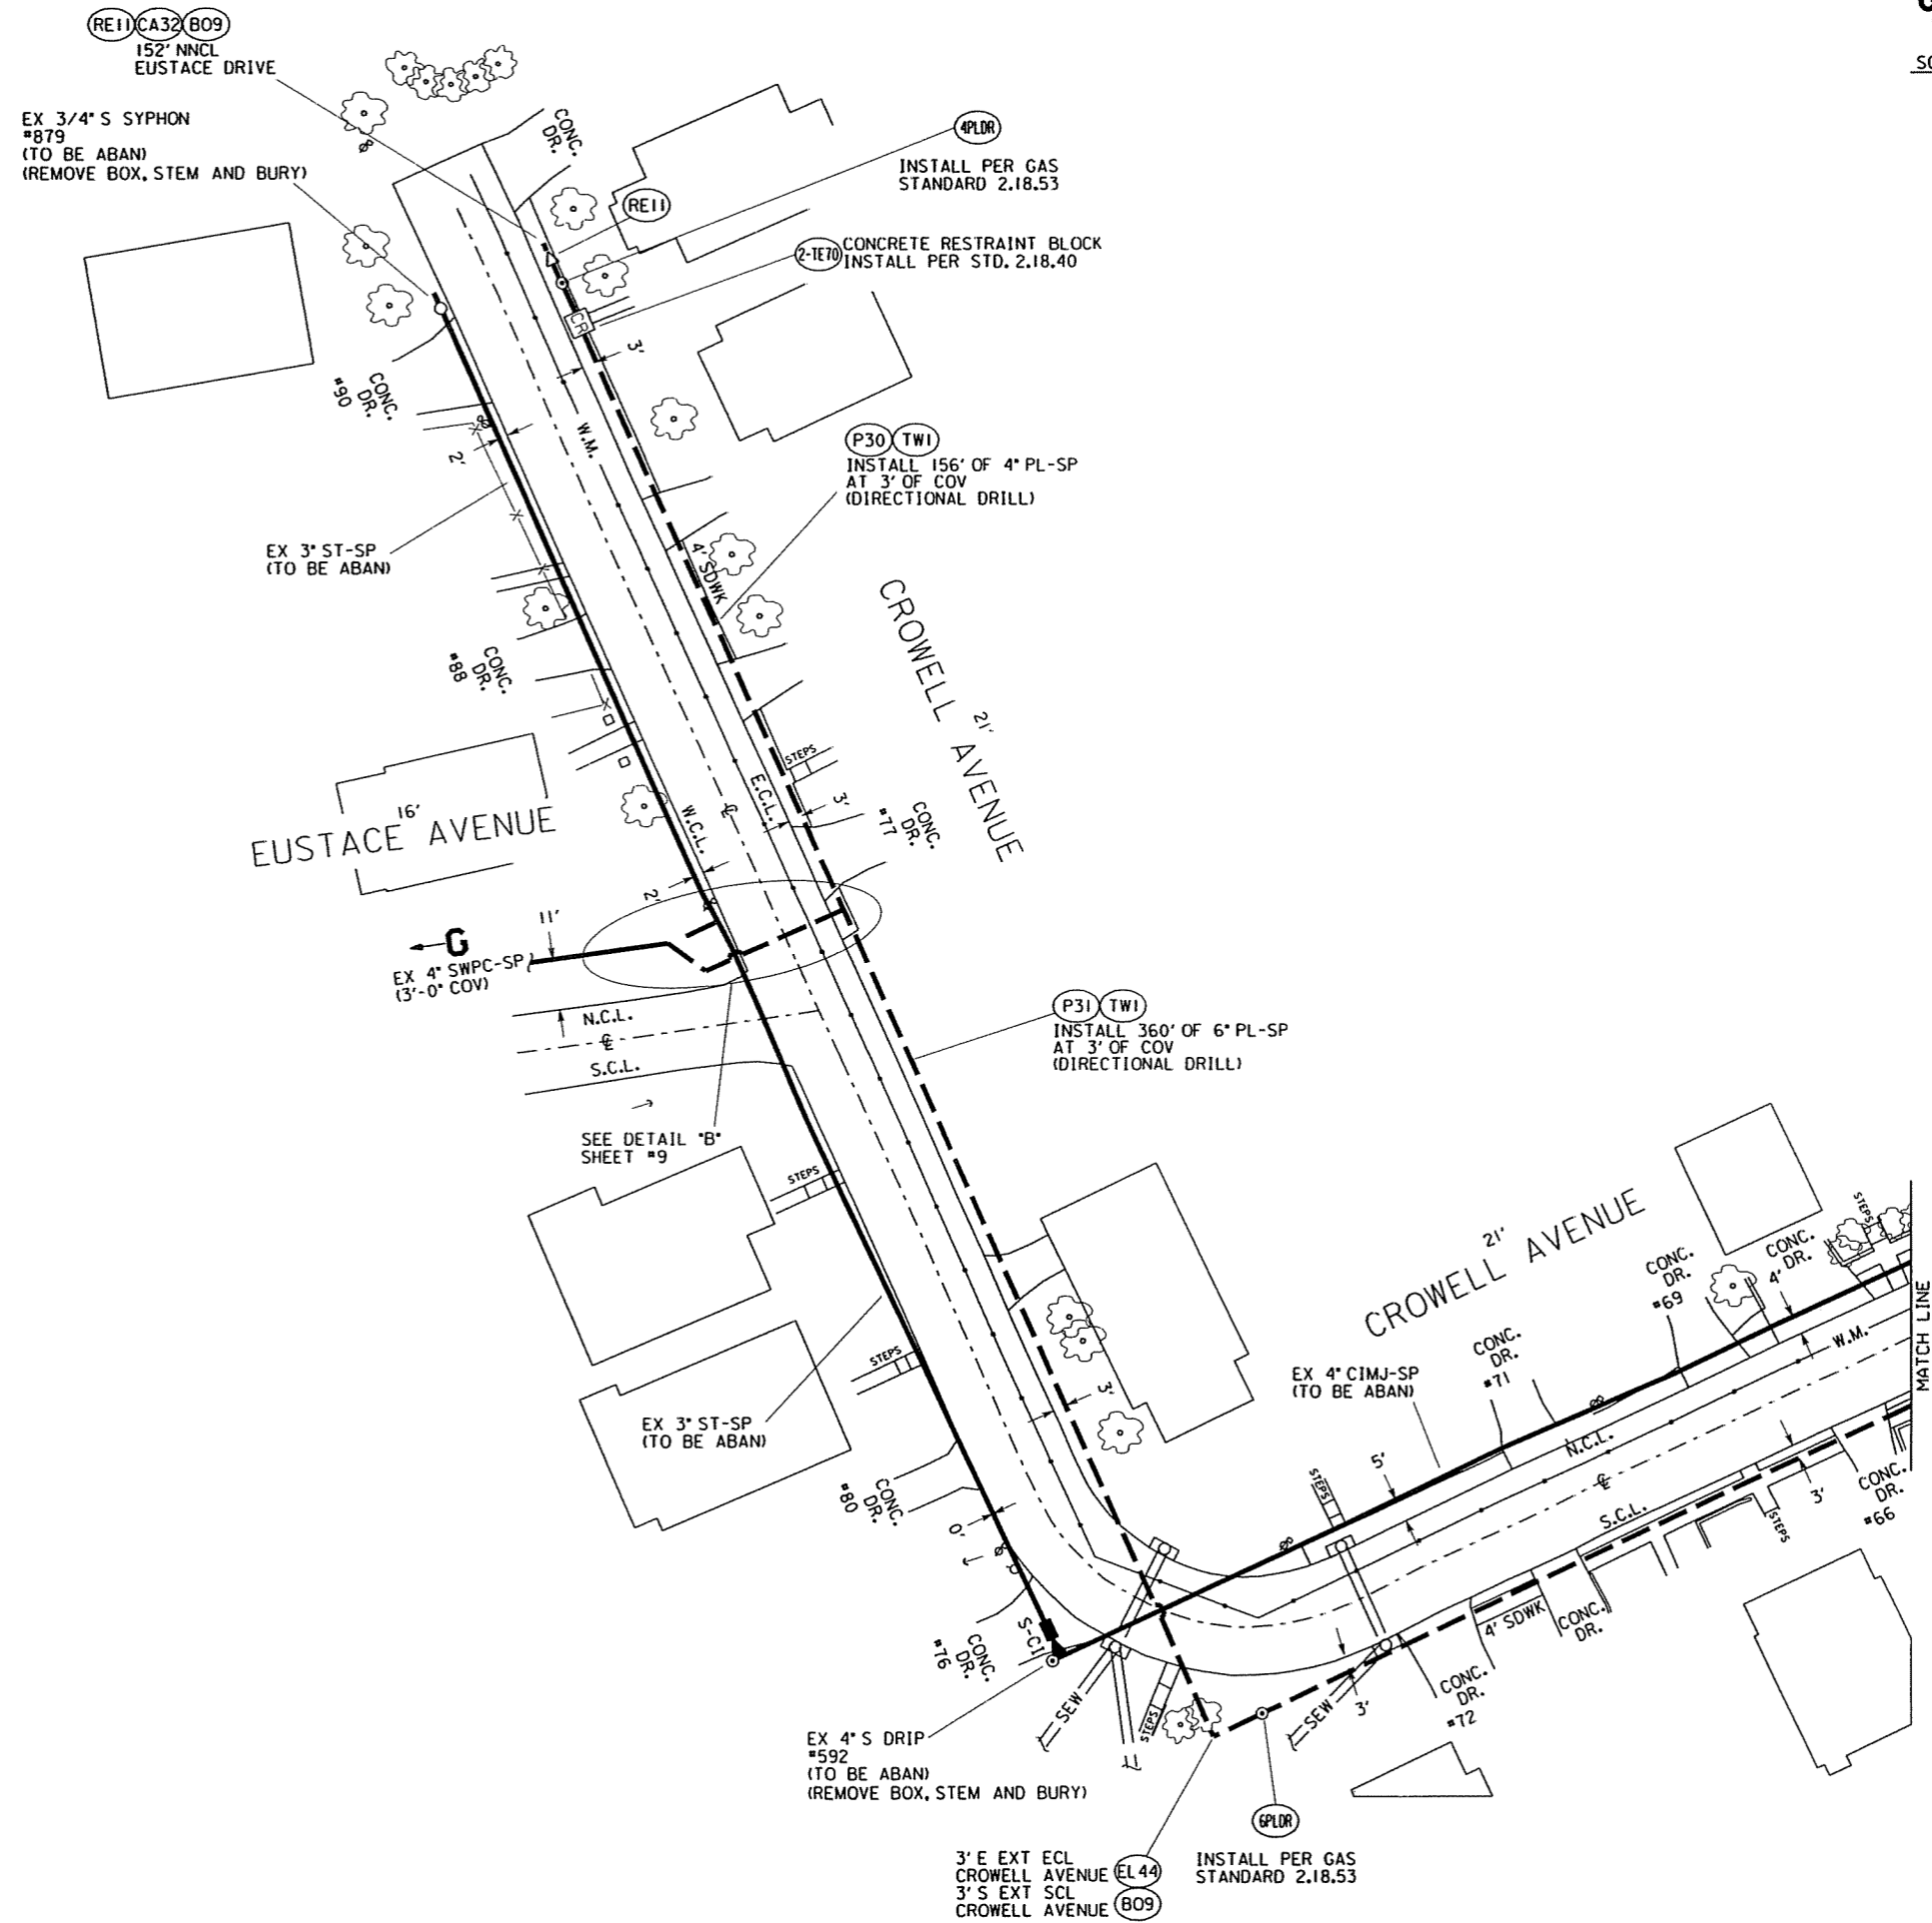 RE11 CA32 B09
152' NNCL
EUSTACE DRIVE
EX 3/4" S SYPHON
#879
(TO BE ABAN)
(REMOVE BOX, STEM AND BURY)
CONC.
DR.
4PLDR
INSTALL PER GAS
STANDARD 2.18.53
RE11
2-TE70
CONCRETE RESTRAINT BLOCK
INSTALL PER STD. 2.18.40
CR
3'
CONC.
DR.
#90
W.M.
2'
P30 TW1
INSTALL 156' OF 4" PL-SP
AT 3' OF COV
(DIRECTIONAL DRILL)
EX 3" ST-SP
(TO BE ABAN)
4' SDWK
CROWELL AVENUE
21'
CONC.
DR.
#88
STEPS
E.C.L.
3'
W.C.L.
CONC.
DR.
#77
16'
EUSTACE AVENUE
2'
11'
G
EX 4" SWPC-SP
(3'-0" COV)
N.C.L.
S.C.L.
P31 TW1
INSTALL 360' OF 6" PL-SP
AT 3' OF COV
(DIRECTIONAL DRILL)
SEE DETAIL "B"
SHEET #9
STEPS
STEPS
EX 3" ST-SP
(TO BE ABAN)
3'
CROWELL AVENUE
21'
CONC.
DR.
#69
CONC.
DR.
4'
STEPS
W.M.
MATCH LINE
CONC.
DR.
#71
EX 4" CIMJ-SP
(TO BE ABAN)
5'
N.C.L.
STEPS
S.C.L.
3'
STEPS
CONC.
DR.
#66
CONC.
DR.
#80
0'
S-CI
CONC.
DR.
#76
4' SDWK
CONC.
DR.
SEW
STEPS
SEW
3'
CONC.
DR.
#72
EX 4" S DRIP
#592
(TO BE ABAN)
(REMOVE BOX, STEM AND BURY)
6PLDR
INSTALL PER GAS
STANDARD 2.18.53
3' E EXT ECL
CROWELL AVENUE EL44
3' S EXT SCL
CROWELL AVENUE B09